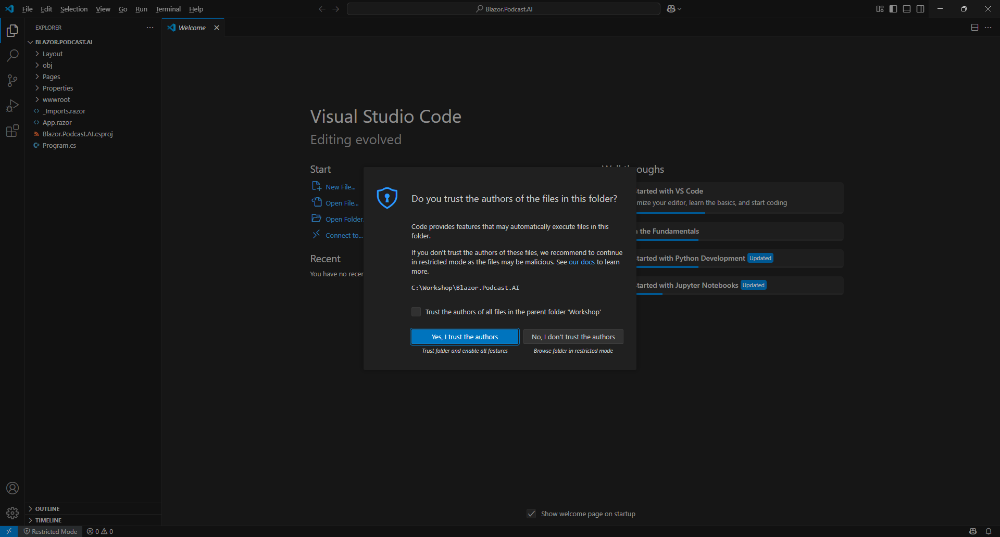 File Edit Selection View Go Run Terminal Help
Blazor.Podcast.AI
EXPLORER
Welcome
BLAZOR.PODCAST.AI
Layout
obj
Pages
Properties
wwwroot
_Imports.razor
App.razor
Blazor.Podcast.AI.csproj
Program.cs
Visual Studio Code
Editing evolved
Start
New File...
Open File...
Open Folder
Connect to...
Recent
You have no recen
oughs
tarted with VS Code
mize your editor, learn the basics, and start coding
the Fundamentals
tarted with Python Development Updated
tarted with Jupyter Notebooks Updated
Do you trust the authors of the files in this folder?
Code provides features that may automatically execute files in this
folder.
If you don't trust the authors of these files, we recommend to continue
in restricted mode as the files may be malicious. See our docs to learn
more.
C:\Workshop\Blazor.Podcast.AI
Trust the authors of all files in the parent folder 'Workshop'
Yes, I trust the authors
No, I don't trust the authors
Trust folder and enable all features
Browse folder in restricted mode
Show welcome page on startup
OUTLINE
TIMELINE
Restricted Mode 0 0